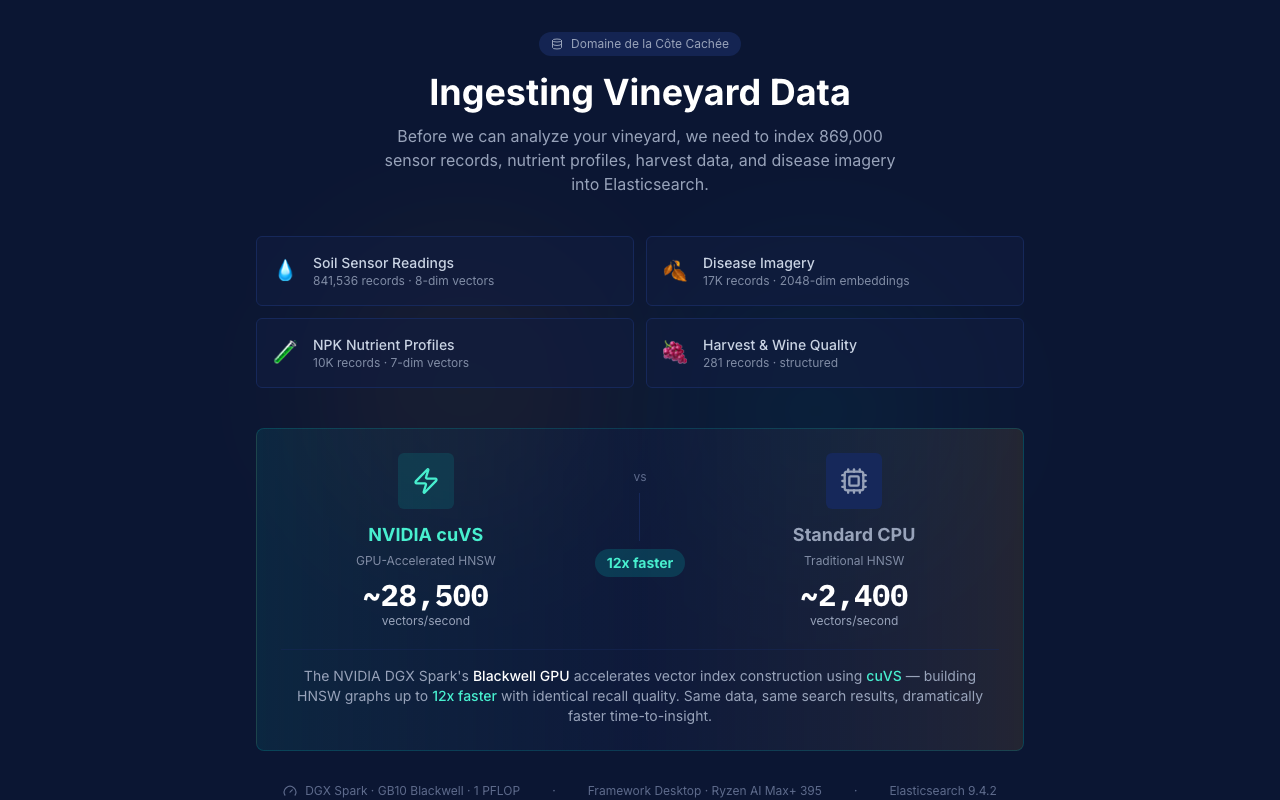 Domaine de la Côte Cachée
Ingesting Vineyard Data
Before we can analyze your vineyard, we need to index 869,000
sensor records, nutrient profiles, harvest data, and disease imagery
into Elasticsearch.
Soil Sensor Readings
841,536 records · 8-dim vectors
Disease Imagery
17K records · 2048-dim embeddings
NPK Nutrient Profiles
10K records · 7-dim vectors
Harvest & Wine Quality
281 records · structured
NVIDIA cuVS
GPU-Accelerated HNSW
~28,500
vectors/second
vs
12x faster
Standard CPU
Traditional HNSW
~2,400
vectors/second
The NVIDIA DGX Spark's Blackwell GPU accelerates vector index construction using cuVS — building
HNSW graphs up to 12x faster with identical recall quality. Same data, same search results, dramatically
faster time-to-insight.
DGX Spark · GB10 Blackwell · 1 PFLOP · Framework Desktop · Ryzen AI Max+ 395 · Elasticsearch 9.4.2